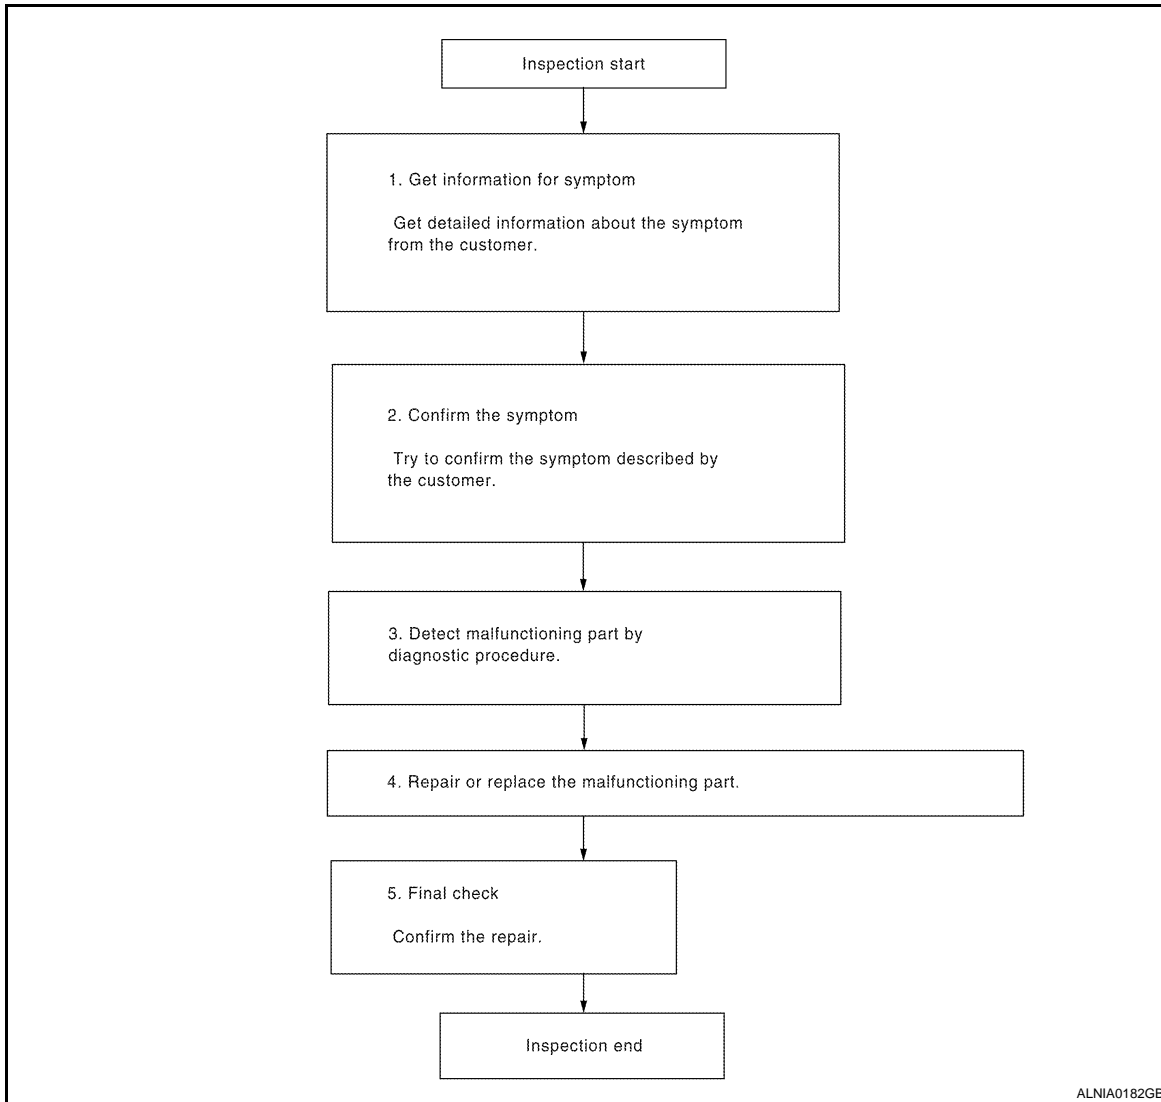 Inspection start
1. Get information for symptom
Get detailed information about the symptom
from the customer.
2. Confirm the symptom
Try to confirm the symptom described by
the customer.
3. Detect malfunctioning part by
diagnostic procedure.
4. Repair or replace the malfunctioning part.
5. Final check
Confirm the repair.
Inspection end
ALNIA0182GB